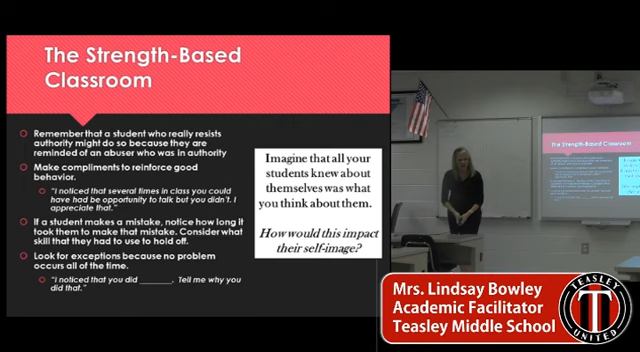 The Strength-Based
Classroom
Remember that a student who really resists
authority might do so because they are
reminded of an abuser who was in authority
Make compliments to reinforce good
behavior.
"I noticed that several times in class you could
have had be opportunity to talk but you didn't. I
appreciate that."
If a student makes a mistake, notice how long it
took them to make that mistake. Consider what
skill that they had to use to hold off.
Look for exceptions because no problem
occurs all of the time.
"I noticed that you did ______. Tell me why you
did that."
Imagine that all your
students knew about
themselves was what
you think about them.
How would this impact
their self-image?
The Strength-Based
Mrs. Lindsay Bowley
Academic Facilitator
Teasley Middle School
TEASLEY
T
UNITED